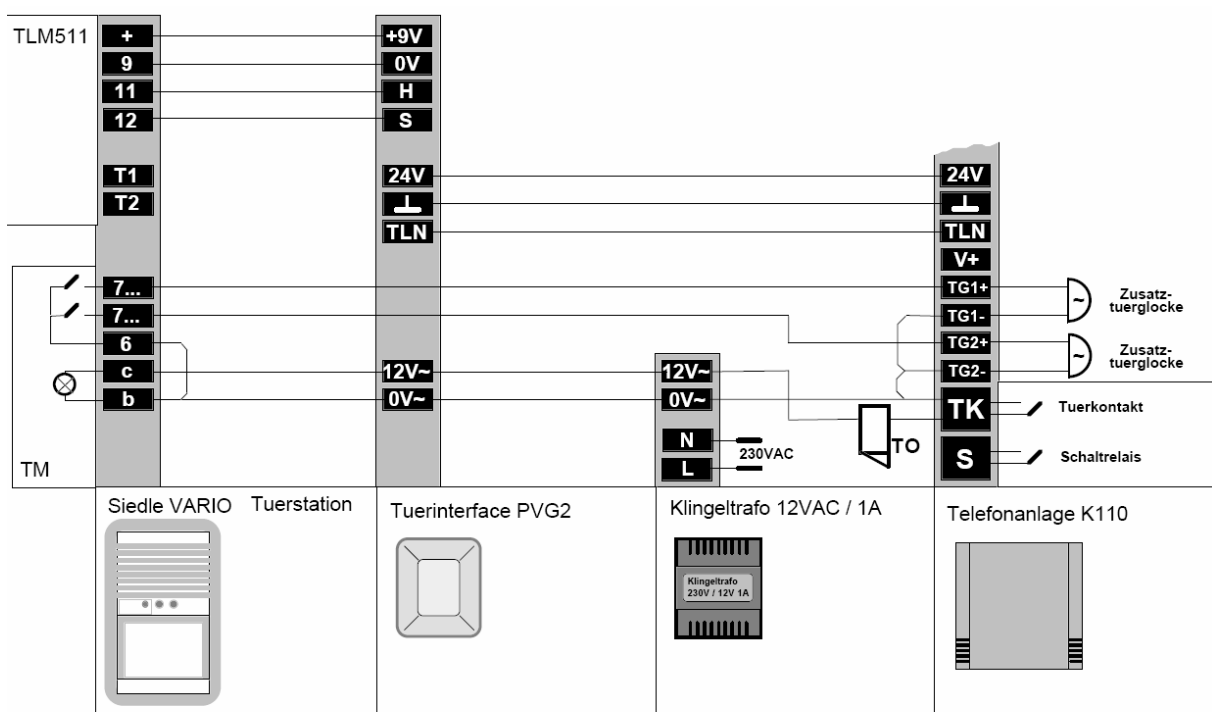 TLM511
+
9
11
12
T1
T2
7...
7...
6
c
b
TM
+9V
0V
H
S
24V
TLN
12V~
0V~
12V~
0V~
N
L
230VAC
TO
24V
TLN
V+
TG1+
TG1-
TG2+
TG2-
TK
S
~
Zusatz-
tuerglocke
~
Zusatz-
tuerglocke
Tuerkontakt
Schaltrelais
Siedle VARIO Tuerstation
Tuerinterface PVG2
Klingeltrafo 12VAC / 1A
Klingeltrafo
230V / 12V 1A
Telefonanlage K110